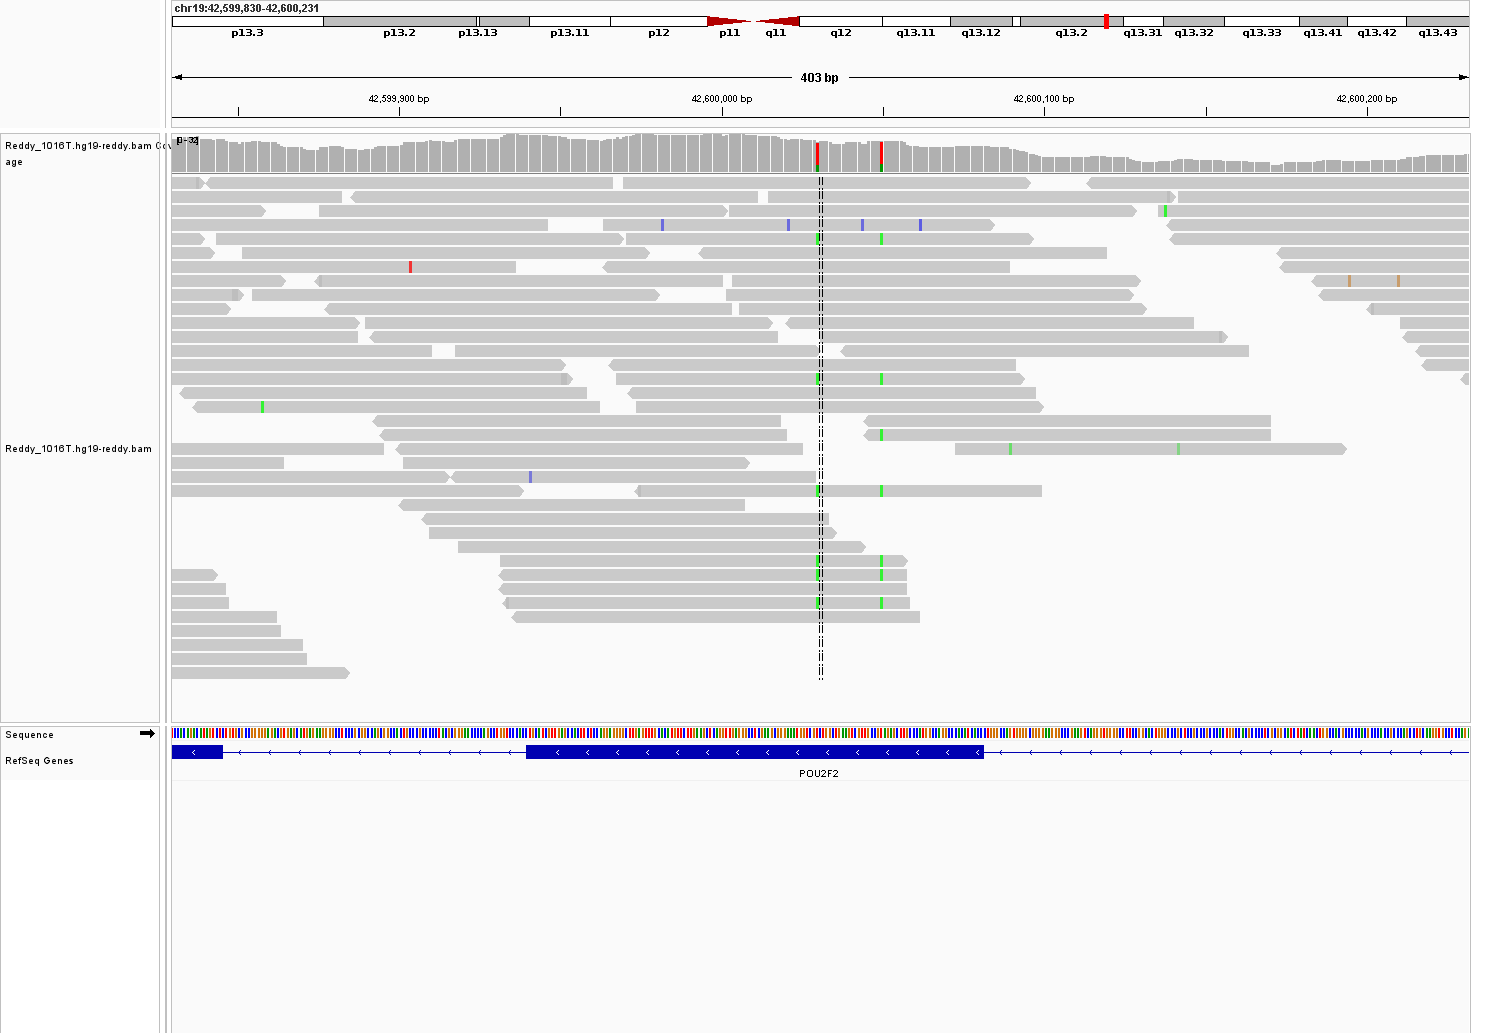 chr19:42,599,830-42,600,231
p13.3 p13.2 p13.13 p13.11 p12 p11 q11 q12 q13.11 q13.12 q13.2 q13.31 q13.32 q13.33 q13.41 q13.42 q13.43
403 bp
42,599,900 bp 42,600,000 bp 42,600,100 bp 42,600,200 bp
Reddy_1016T.hg19-reddy.bam Cov
age
[0 - 32]
Reddy_1016T.hg19-reddy.bam
Sequence
RefSeq Genes
POU2F2